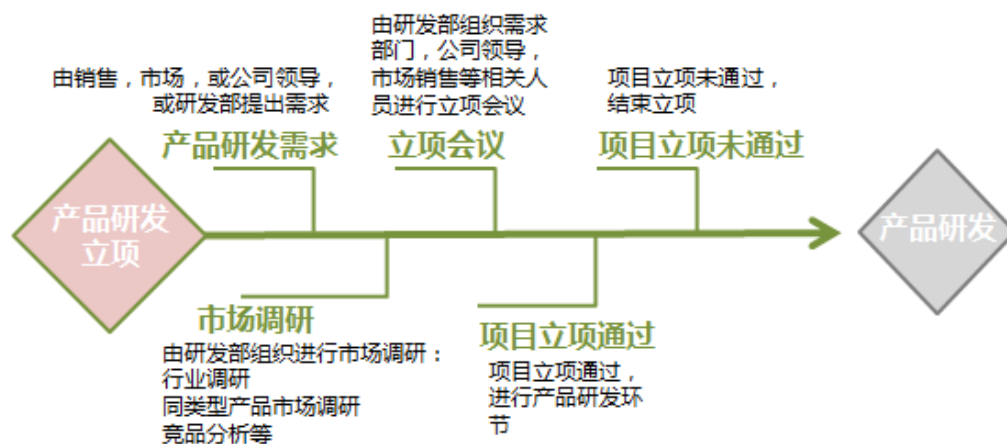 由销售，市场，或公司领导，
或研发部提出需求
产品研发需求
由研发部组织需求
部门，公司领导，
市场销售等相关人
员进行立项会议
立项会议
项目立项未通过，
结束立项
项目立项未通过
产品研发
立项
产品研发
市场调研
由研发部组织进行市场调研：
行业调研
同类型产品市场调研
竞品分析等
项目立项通过
项目立项通过，
进行产品研发环
节